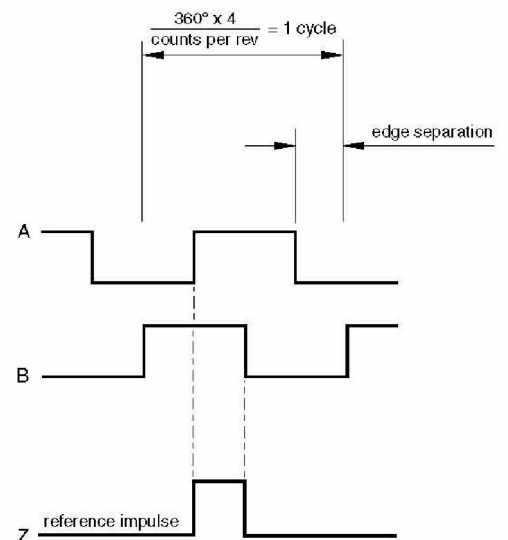 360° x 4
counts per rev
= 1 cycle
edge separation
A
B
reference impulse
Z